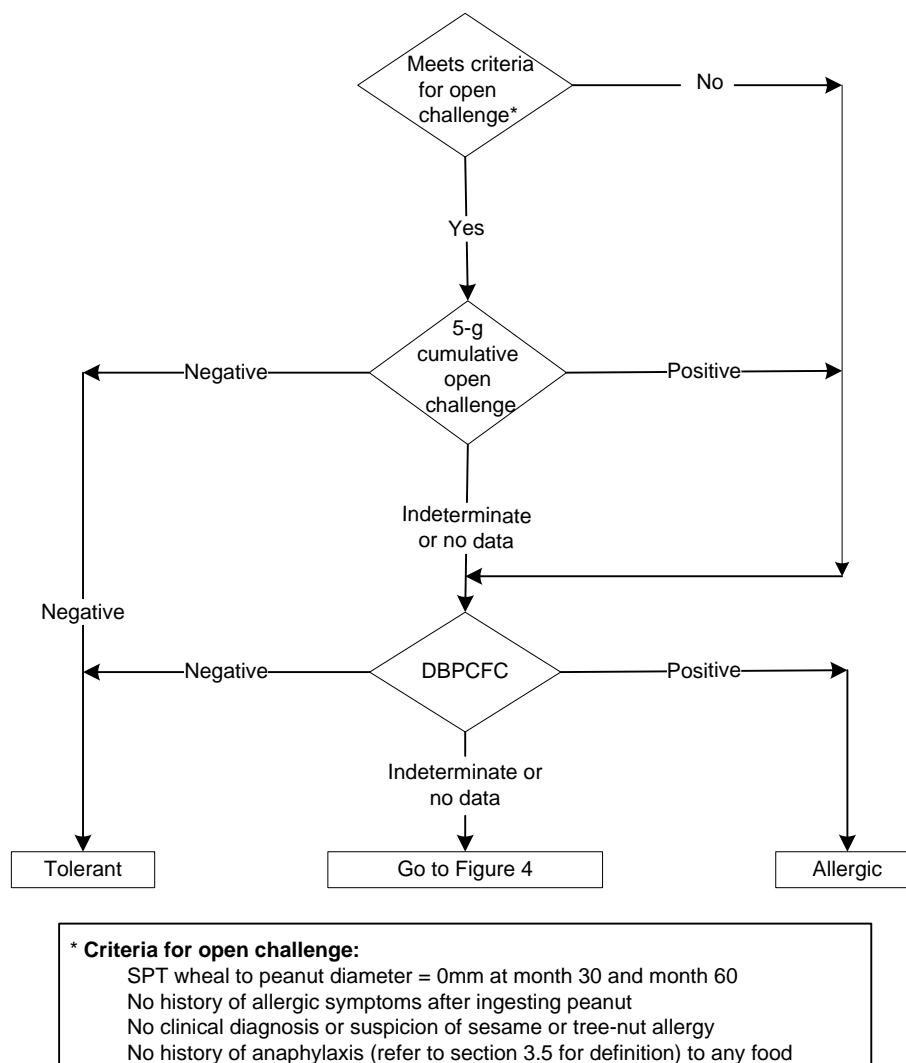 Meets criteria
for open
challenge*
No
Yes
5-g
cumulative
open
challenge
Negative
Positive
Indeterminate
or no data
Negative
DBPCFC
Negative
Positive
Indeterminate or
no data
Tolerant
Go to Figure 4
Allergic
* Criteria for open challenge:
SPT wheal to peanut diameter = 0mm at month 30 and month 60
No history of allergic symptoms after ingesting peanut
No clinical diagnosis or suspicion of sesame or tree-nut allergy
No history of anaphylaxis (refer to section 3.5 for definition) to any food